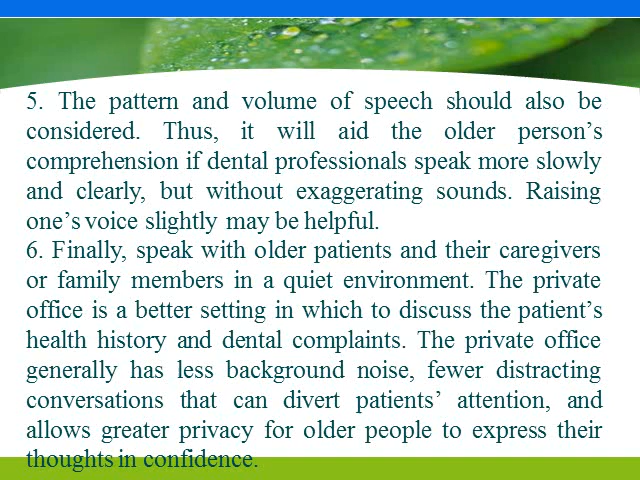 5. The pattern and volume of speech should also be
considered. Thus, it will aid the older person’s
comprehension if dental professionals speak more slowly
and clearly, but without exaggerating sounds. Raising
one’s voice slightly may be helpful.
6. Finally, speak with older patients and their caregivers
or family members in a quiet environment. The private
office is a better setting in which to discuss the patient’s
health history and dental complaints. The private office
generally has less background noise, fewer distracting
conversations that can divert patients’ attention, and
allows greater privacy for older people to express their
thoughts in confidence.